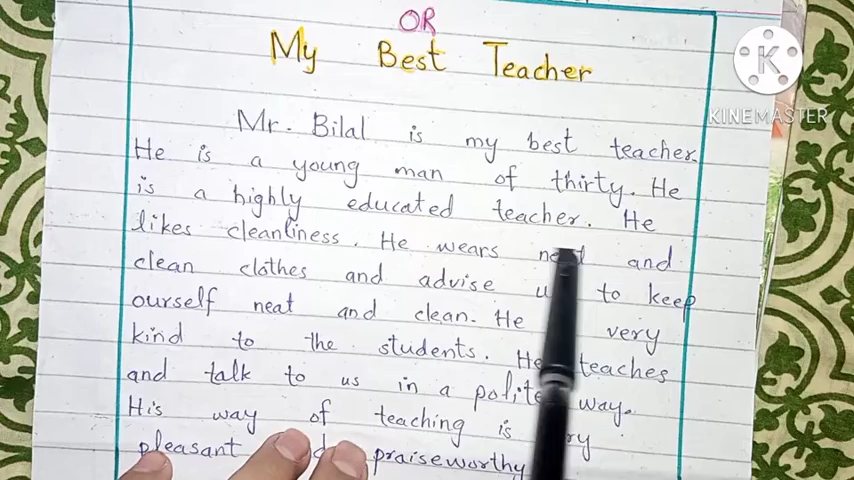 OR
My Best Teacher
K
KINEMASTER
Mr. Bilal is my best teacher.
He is a young man of thirty. He
is a highly educated teacher. He
likes cleanliness. He wears neat and
clean clothes and advise to keep
ourself neat and clean. He very
kind to the students. He teaches
and talk to us in a polite way.
His way of teaching is
pleasant praiseworthy